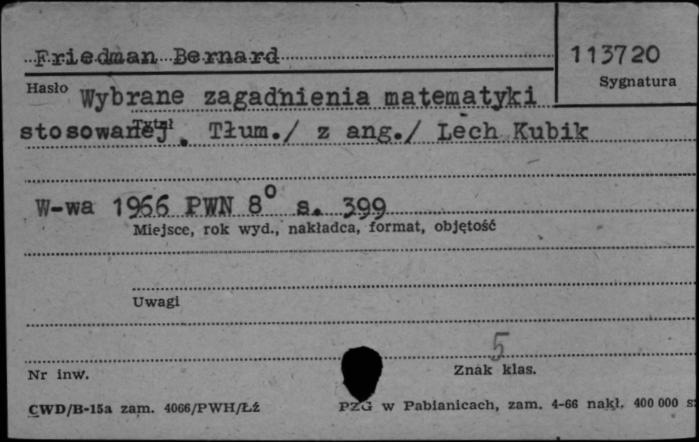 Friedman Bernard
113720
Hasło
Sygnatura
Wybrane zagadnienia matematyki
stosowanej. Tłum./ z ang./ Lech Kubik
Tytuł
W-wa 1966 PWN 8° s. 399
Miejsce, rok wyd., nakładca, format, objętość
Uwagi
5
Nr inw.
Znak klas.
CWD/B-15a zam. 4066/PWH/Łź
PZG w Pabianicach, zam. 4-66 nakł. 400 000 s